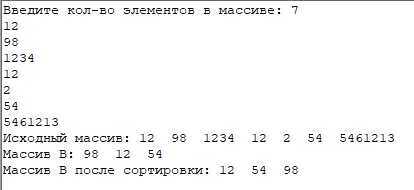 Введите кол-во элементов в массиве: 7
12
98
1234
12
2
54
5461213
Исходный массив: 12  98  1234  12  2  54  5461213
Массив В: 98  12  54
Массив В после сортировки: 12  54  98